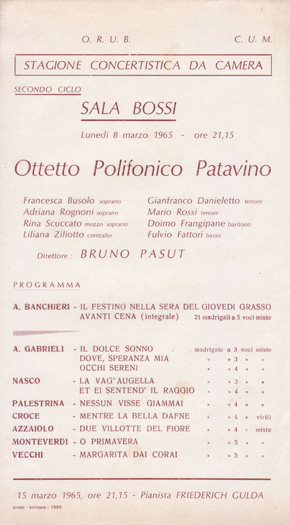 O. R. U. B. C. U. M.
STAGIONE CONCERTISTICA DA CAMERA
SECONDO CICLO
SALA BOSSI
Lunedì 8 marzo 1965 - ore 21,15
Ottetto Polifonico Patavino
Francesca Busolo soprano Gianfranco Danieletto tenore
Adriana Rognoni soprano Mario Rossi tenore
Rina Scuccato mezzo soprano Doimo Frangipane baritono
Liliana Ziliotto contralto Fulvio Fattori basso
Direttore : BRUNO PASUT
PROGRAMMA
A. BANCHIERI - IL FESTINO NELLA SERA DEL GIOVEDI GRASSO
AVANTI CENA (integrale) 21 madrigali a 5 voci miste
A. GABRIELI - IL DOLCE SONNO . madrigale a 3 voci miste
DOVE, SPERANZA MIA " " 3 " "
OCCHI SERENI " " 4 " "
NASCO - LA VAG' AUGELLA " " 3 " "
ET EI SENTEND' IL RAGGIO " " 4 " "
PALESTRINA - NESSUN VISSE GIAMMAI " " 4 " "
CROCE - MENTRE LA BELLA DAFNE " " 4 " virili
AZZAIOLO - DUE VILLOTTE DEL FIORE " " 4 " miste
MONTEVERDI - O PRIMAVERA " " 5 " "
VECCHI - MARGARITA DAI CORAI " " 5 " "
15 marzo 1965, ore 21,15 - Pianista FRIEDERICH GULDA
bologna - 1965